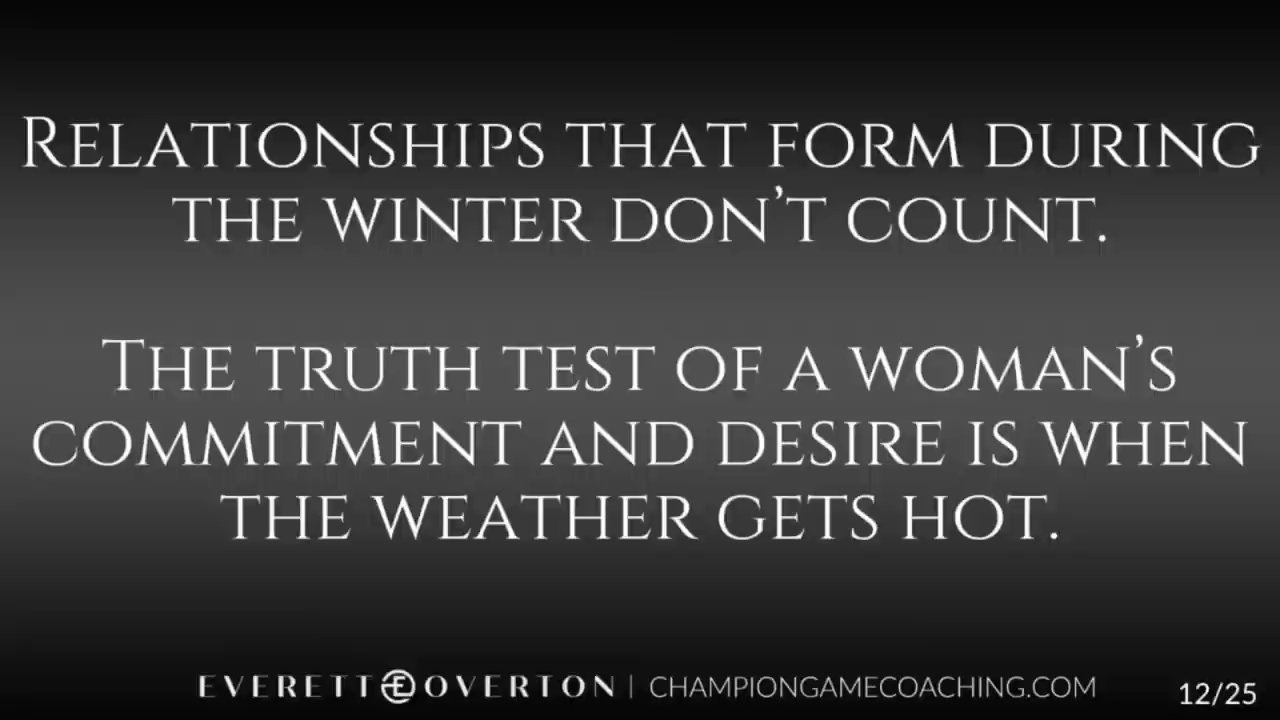 Relationships that form during
the winter don't count.
The truth test of a woman's
commitment and desire is when
the weather gets hot.
EVERETT E OVERTON | CHAMPIONGAMECOACHING.COM
12/25